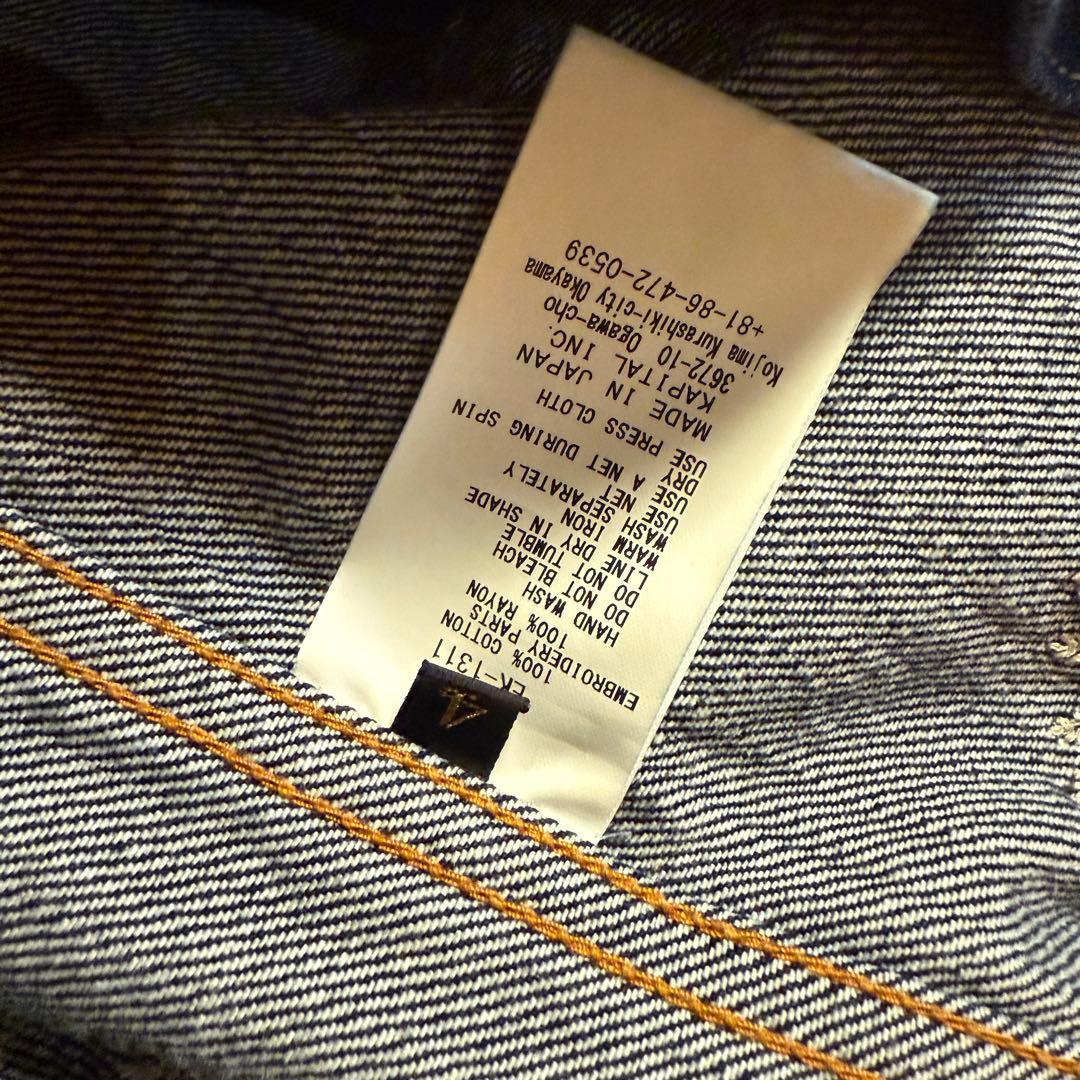 4
EK-1311
100% COTTON
EMBROIDERY PARTS
100% RAYON
HAND WASH
DO NOT BLEACH
DO NOT TUMBLE
LINE DRY IN SHADE
WARM IRON
WASH SEPARATELY
USE NET
USE A NET DURING SPIN
DRY
USE PRESS CLOTH
MADE IN JAPAN
KAPITAL INC.
3672-10 Ogawa-cho
Kojima Kurashiki-city Okayama
+81-86-472-0539